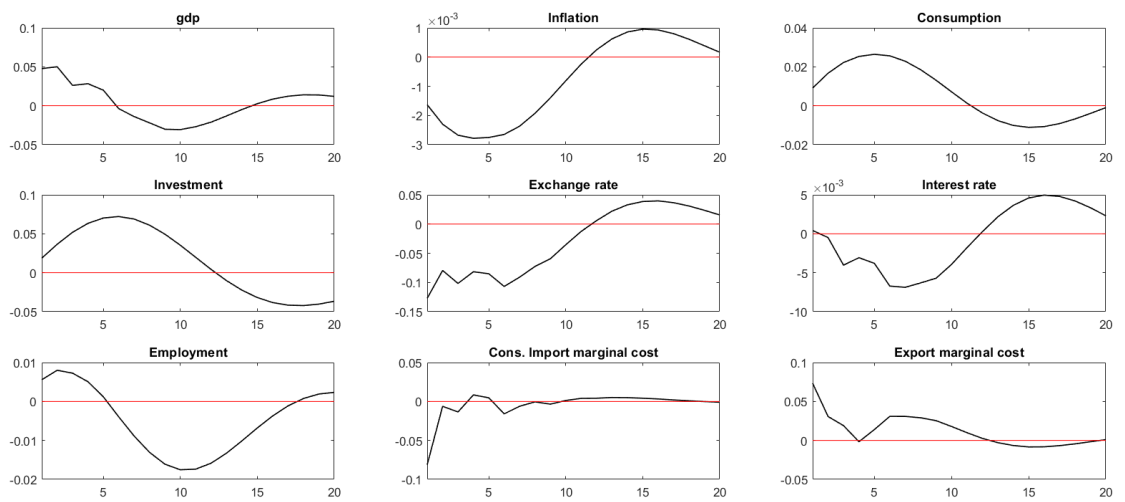 gdp
0.1
0.05
0
-0.05
5 10 15 20
Inflation
×10⁻³
1
0
-1
-2
-3
5 10 15 20
Consumption
0.04
0.02
0
-0.02
5 10 15 20
Investment
0.1
0.05
0
-0.05
5 10 15 20
Exchange rate
0.05
0
-0.05
-0.1
-0.15
5 10 15 20
Interest rate
×10⁻³
5
0
-5
-10
5 10 15 20
Employment
0.01
0
-0.01
-0.02
5 10 15 20
Cons. Import marginal cost
0.05
0
-0.05
-0.1
5 10 15 20
Export marginal cost
0.1
0.05
0
-0.05
5 10 15 20